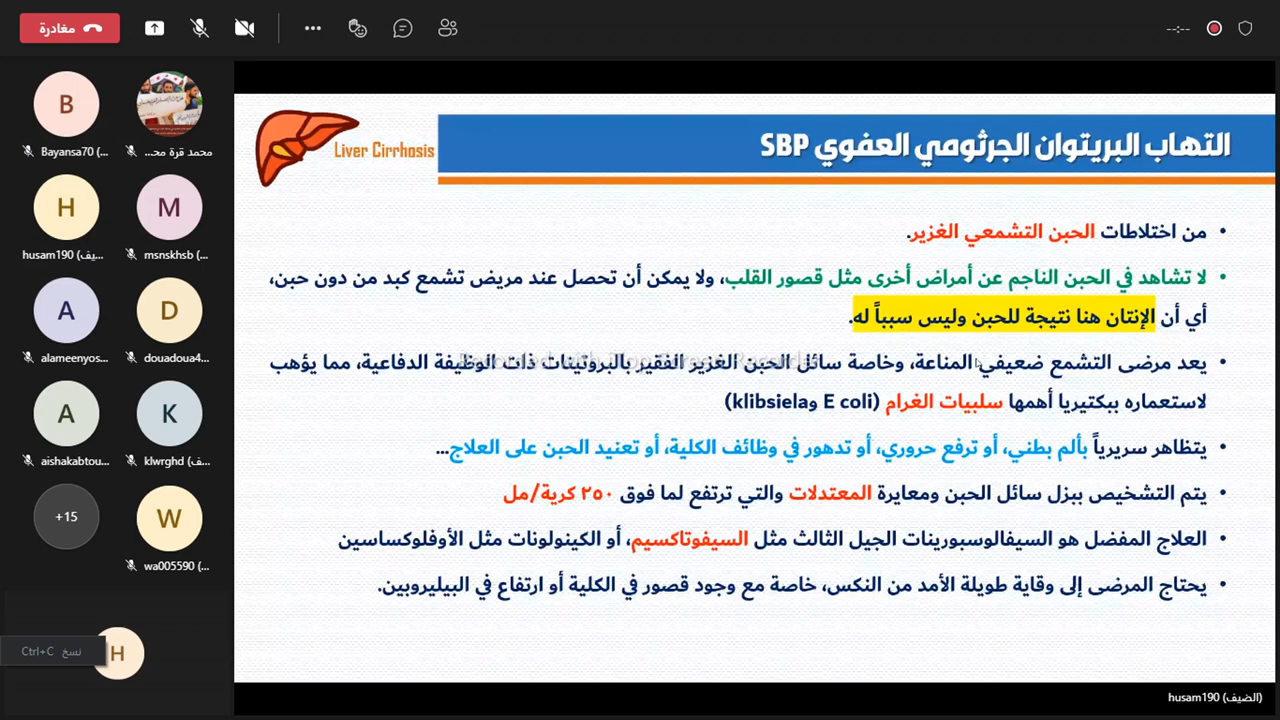 مغادرة
--:--
B
Bayansa70 (...
محمد قرة محـ...
H
husam190 (الضيف)
M
msnskhsb (...
A
alameenyos...
D
douadoua4...
A
aishakabtou...
K
klwrghd (...
+15
W
wa005590 (...
نسخ Ctrl+C
H
Liver Cirrhosis
التهاب البريتوان الجرثومي العفوي SBP
• من اختلاطات الحبن التشمعي الغزير.
• لا تشاهد في الحبن الناجم عن أمراض أخرى مثل قصور القلب، ولا يمكن أن تحصل عند مريض تشمع كبد من دون حبن،
أي أن الإنتان هنا نتيجة للحبن وليس سبباً له.
• يعد مرضى التشمع ضعيفي المناعة، وخاصة سائل الحبن الغزير الفقير بالبروتينات ذات الوظيفة الدفاعية، مما يؤهب
لاستعماره ببكتيريا أهمها سلبيات الغرام (E coli وklibsiela)
• يتظاهر سريرياً بألم بطني، أو ترفع حروري، أو تدهور في وظائف الكلية، أو تعنيد الحبن على العلاج...
• يتم التشخيص ببزل سائل الحبن ومعايرة المعتدلات والتي ترتفع لما فوق ٢٥٠ كرية/مل
• العلاج المفضل هو السيفالوسبورينات الجيل الثالث مثل السيفوتاكسيم، أو الكينولونات مثل الأوفلوكساسين
• يحتاج المرضى إلى وقاية طويلة الأمد من النكس، خاصة مع وجود قصور في الكلية أو ارتفاع في البيليروبين.
husam190 (الضيف)